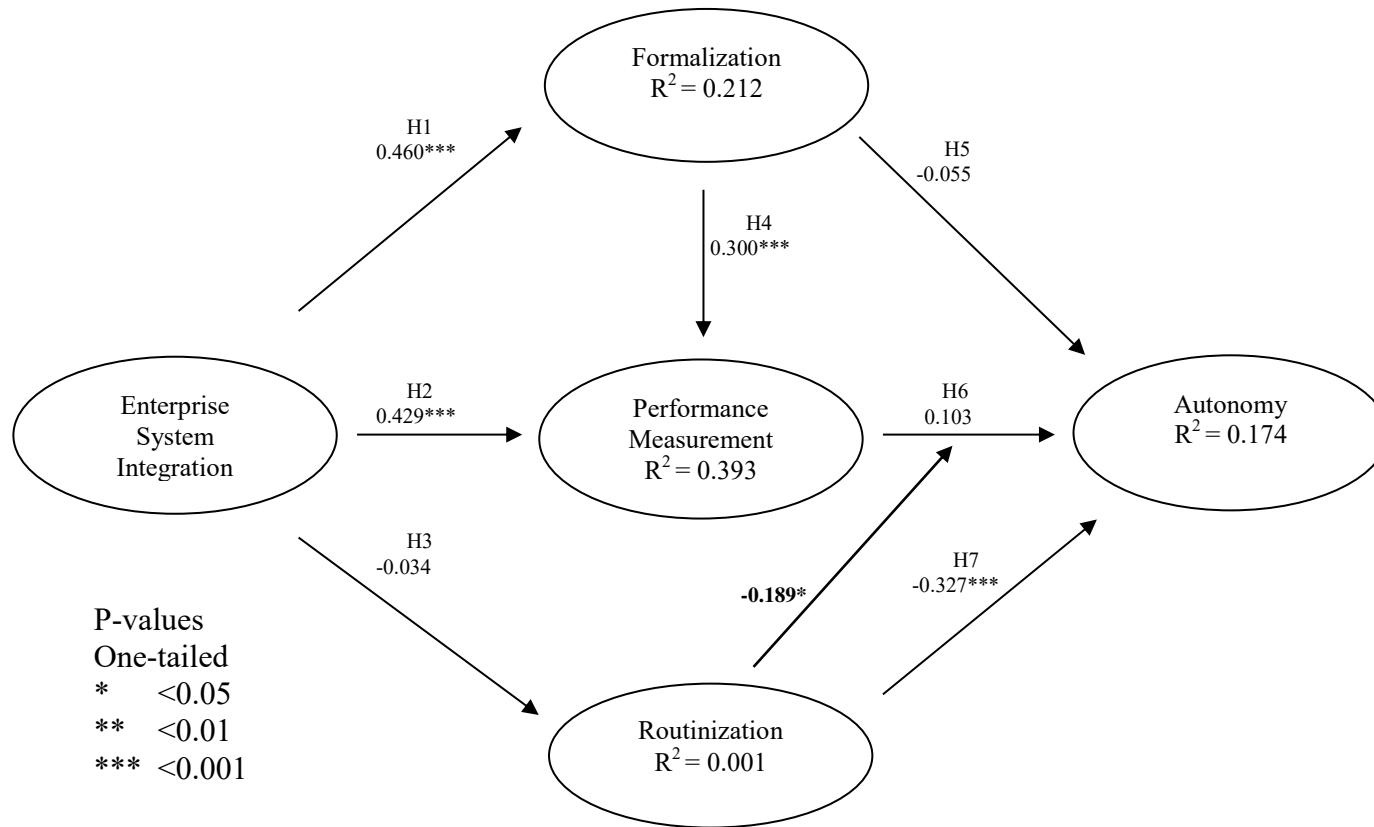 Formalization
R² = 0.212
H1
0.460***
H5
-0.055
H4
0.300***
Enterprise
System
Integration
H2
0.429***
Performance
Measurement
R² = 0.393
H6
0.103
Autonomy
R² = 0.174
H3
-0.034
H7
-0.327***
-0.189*
Routinization
R² = 0.001
P-values
One-tailed
* <0.05
** <0.01
*** <0.001